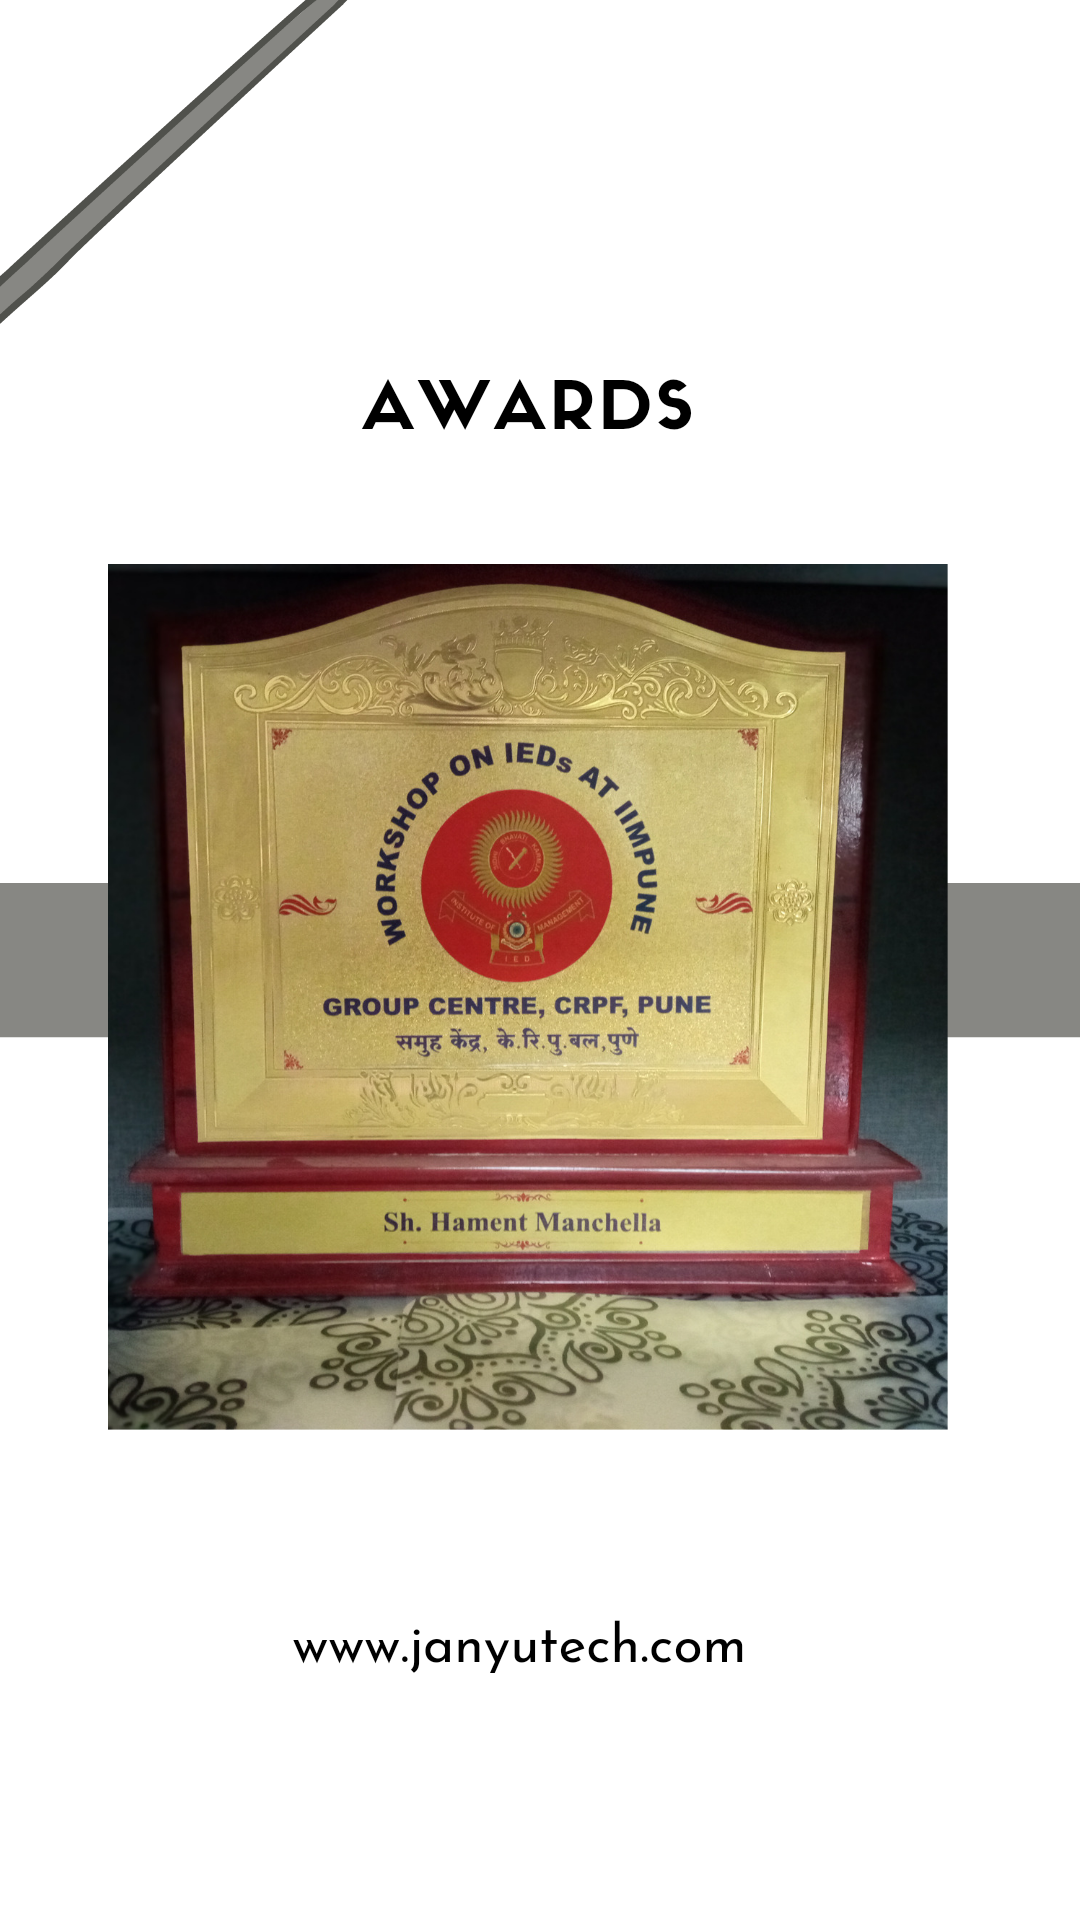 AWARDS
WORKSHOP ON IEDs AT IIMPUNE
INSTITUTE OF MANAGEMENT
I E D
GROUP CENTRE, CRPF, PUNE
समुह केंद्र, के.रि.पु.बल,पुणे
Sh. Hament Manchella
www.janyutech.com